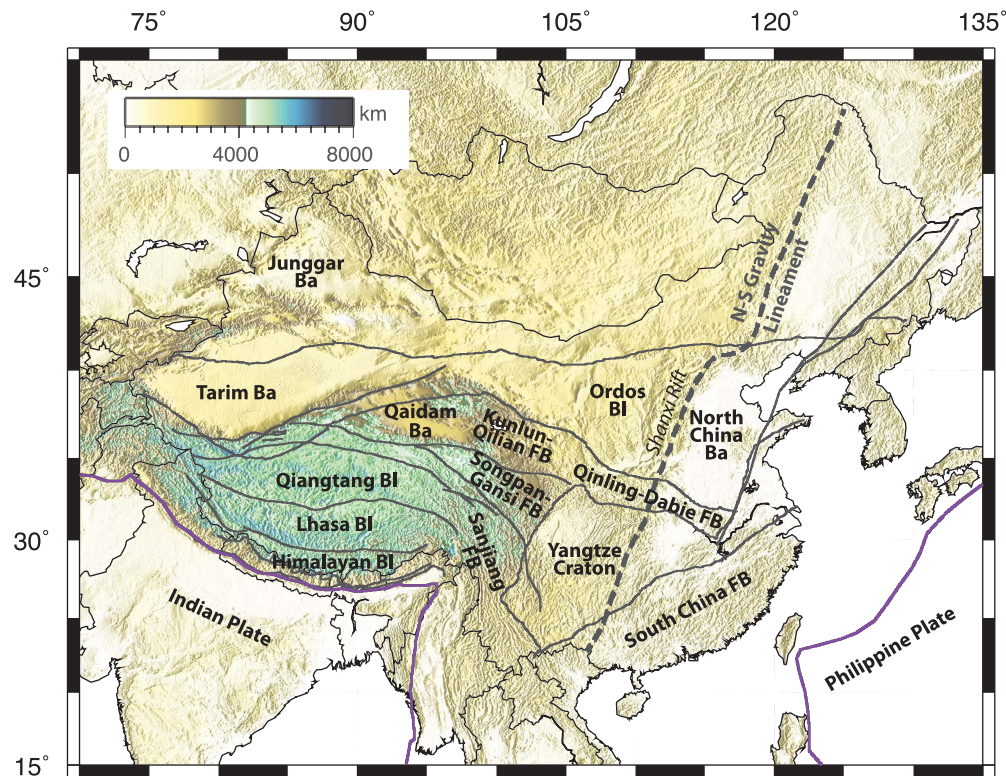 75° 90° 105° 120° 135°
km
0 4000 8000
45°
30°
15°
Junggar
Ba
N-S Gravity
Lineament
Tarim Ba
Qaidam
Ba
Ordos
Bl
Shanxi Rift
North
China
Ba
Kunlun-
Qilian FB
Qiangtang Bl
Songpan-
Gansi FB
Qinling-Dabie FB
Lhasa Bl
Sanjiang
FB
Yangtze
Craton
Himalayan Bl
South China FB
Indian Plate
Philippine Plate